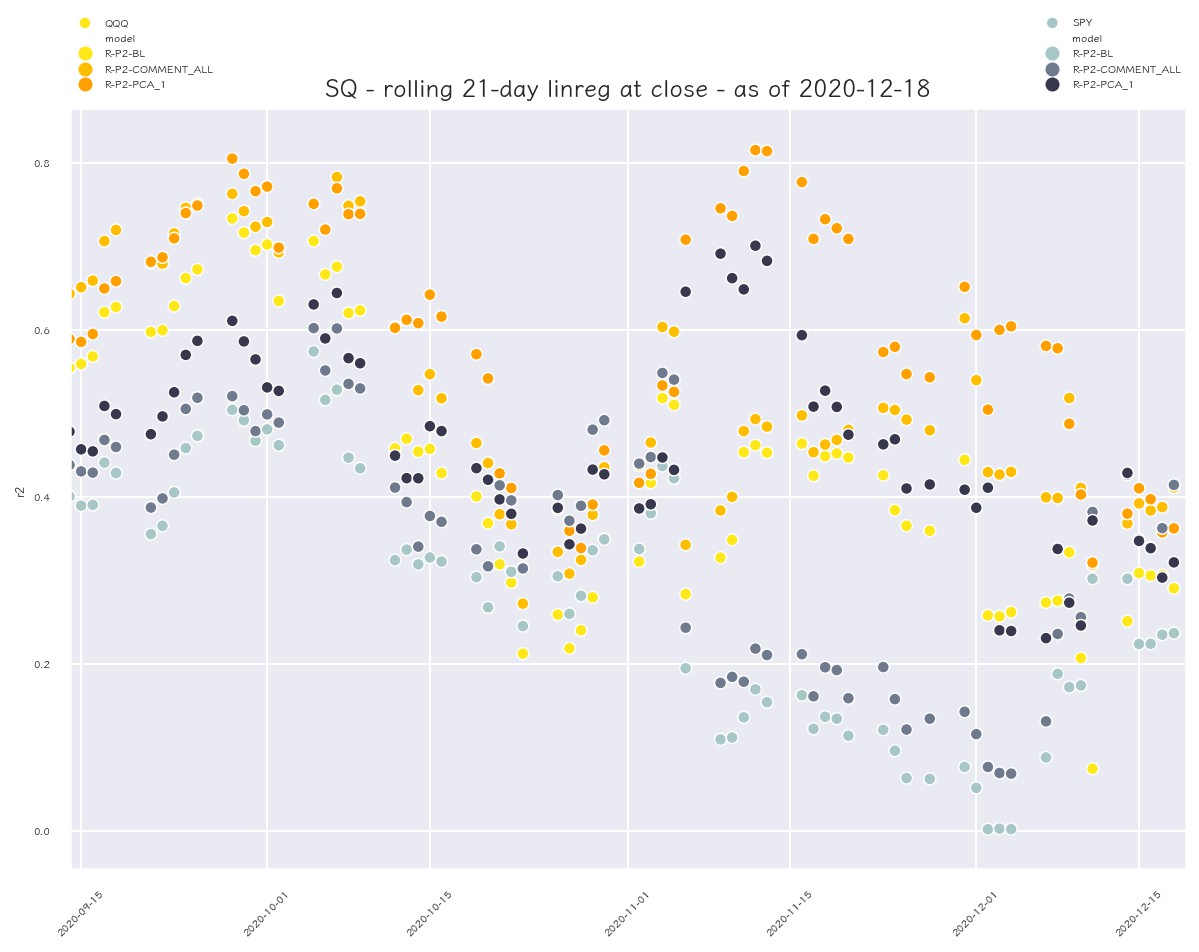 QQQ
model
R-P2-BL
R-P2-COMMENT_ALL
R-P2-PCA_1
SPY
model
R-P2-BL
R-P2-COMMENT_ALL
R-P2-PCA_1
SQ - rolling 21-day linreg at close - as of 2020-12-18
0.8
0.6
0.4
0.2
0.0
r2
2020-09-15
2020-10-01
2020-10-15
2020-11-01
2020-11-15
2020-12-01
2020-12-15